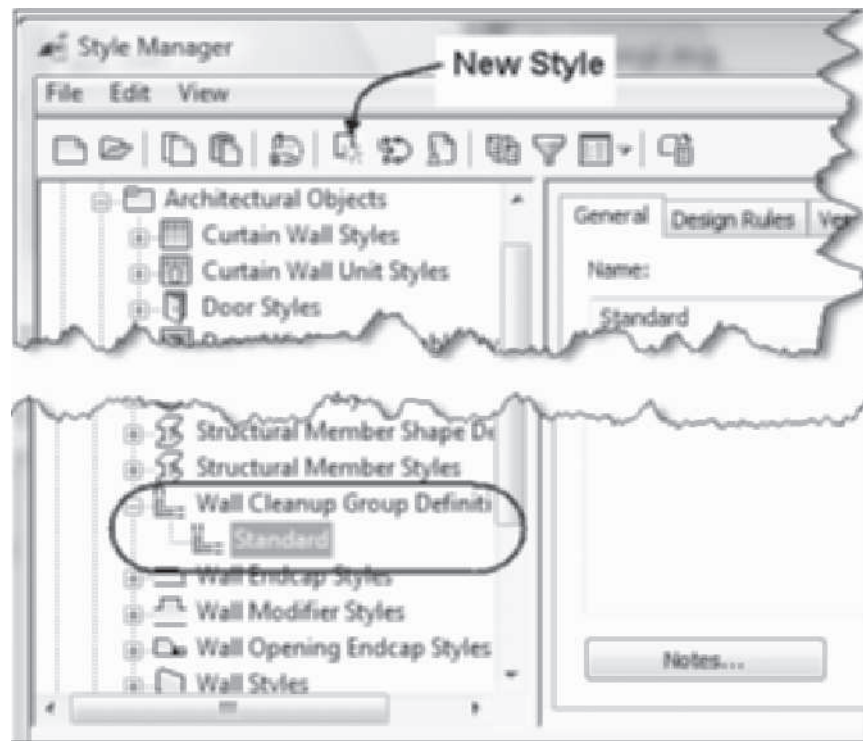 Style Manager
New Style
File Edit View
Architectural Objects
Curtain Wall Styles
Curtain Wall Unit Styles
Door Styles
General Design Rules
Name:
Standard
Structural Member Shape De
Structural Member Styles
Wall Cleanup Group Definiti
Standard
Wall Endcap Styles
Wall Modifier Styles
Wall Opening Endcap Styles
Wall Styles
Notes...